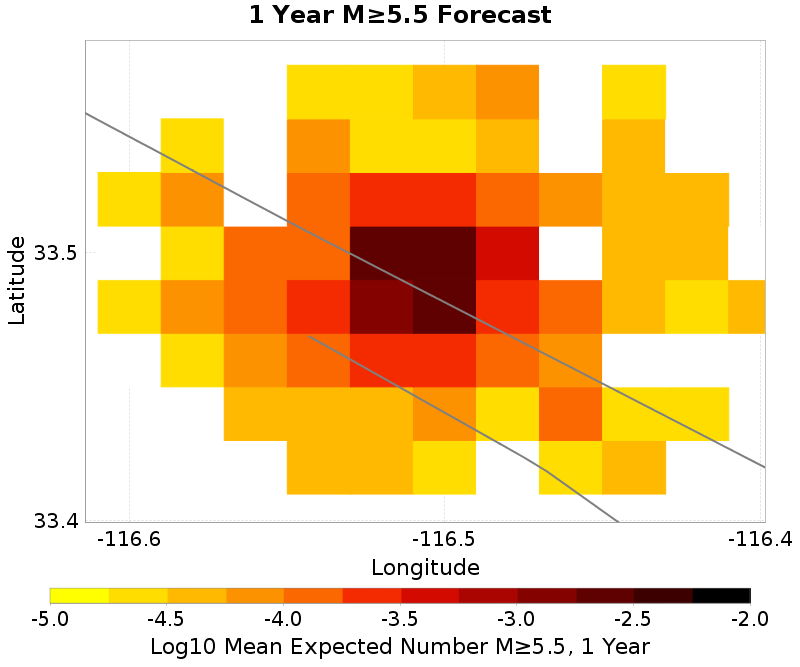 1 Year M≥5.5 Forecast
Latitude
33.5
33.4
-116.6 -116.5 -116.4
Longitude
-5.0 -4.5 -4.0 -3.5 -3.0 -2.5 -2.0
Log10 Mean Expected Number M≥5.5, 1 Year